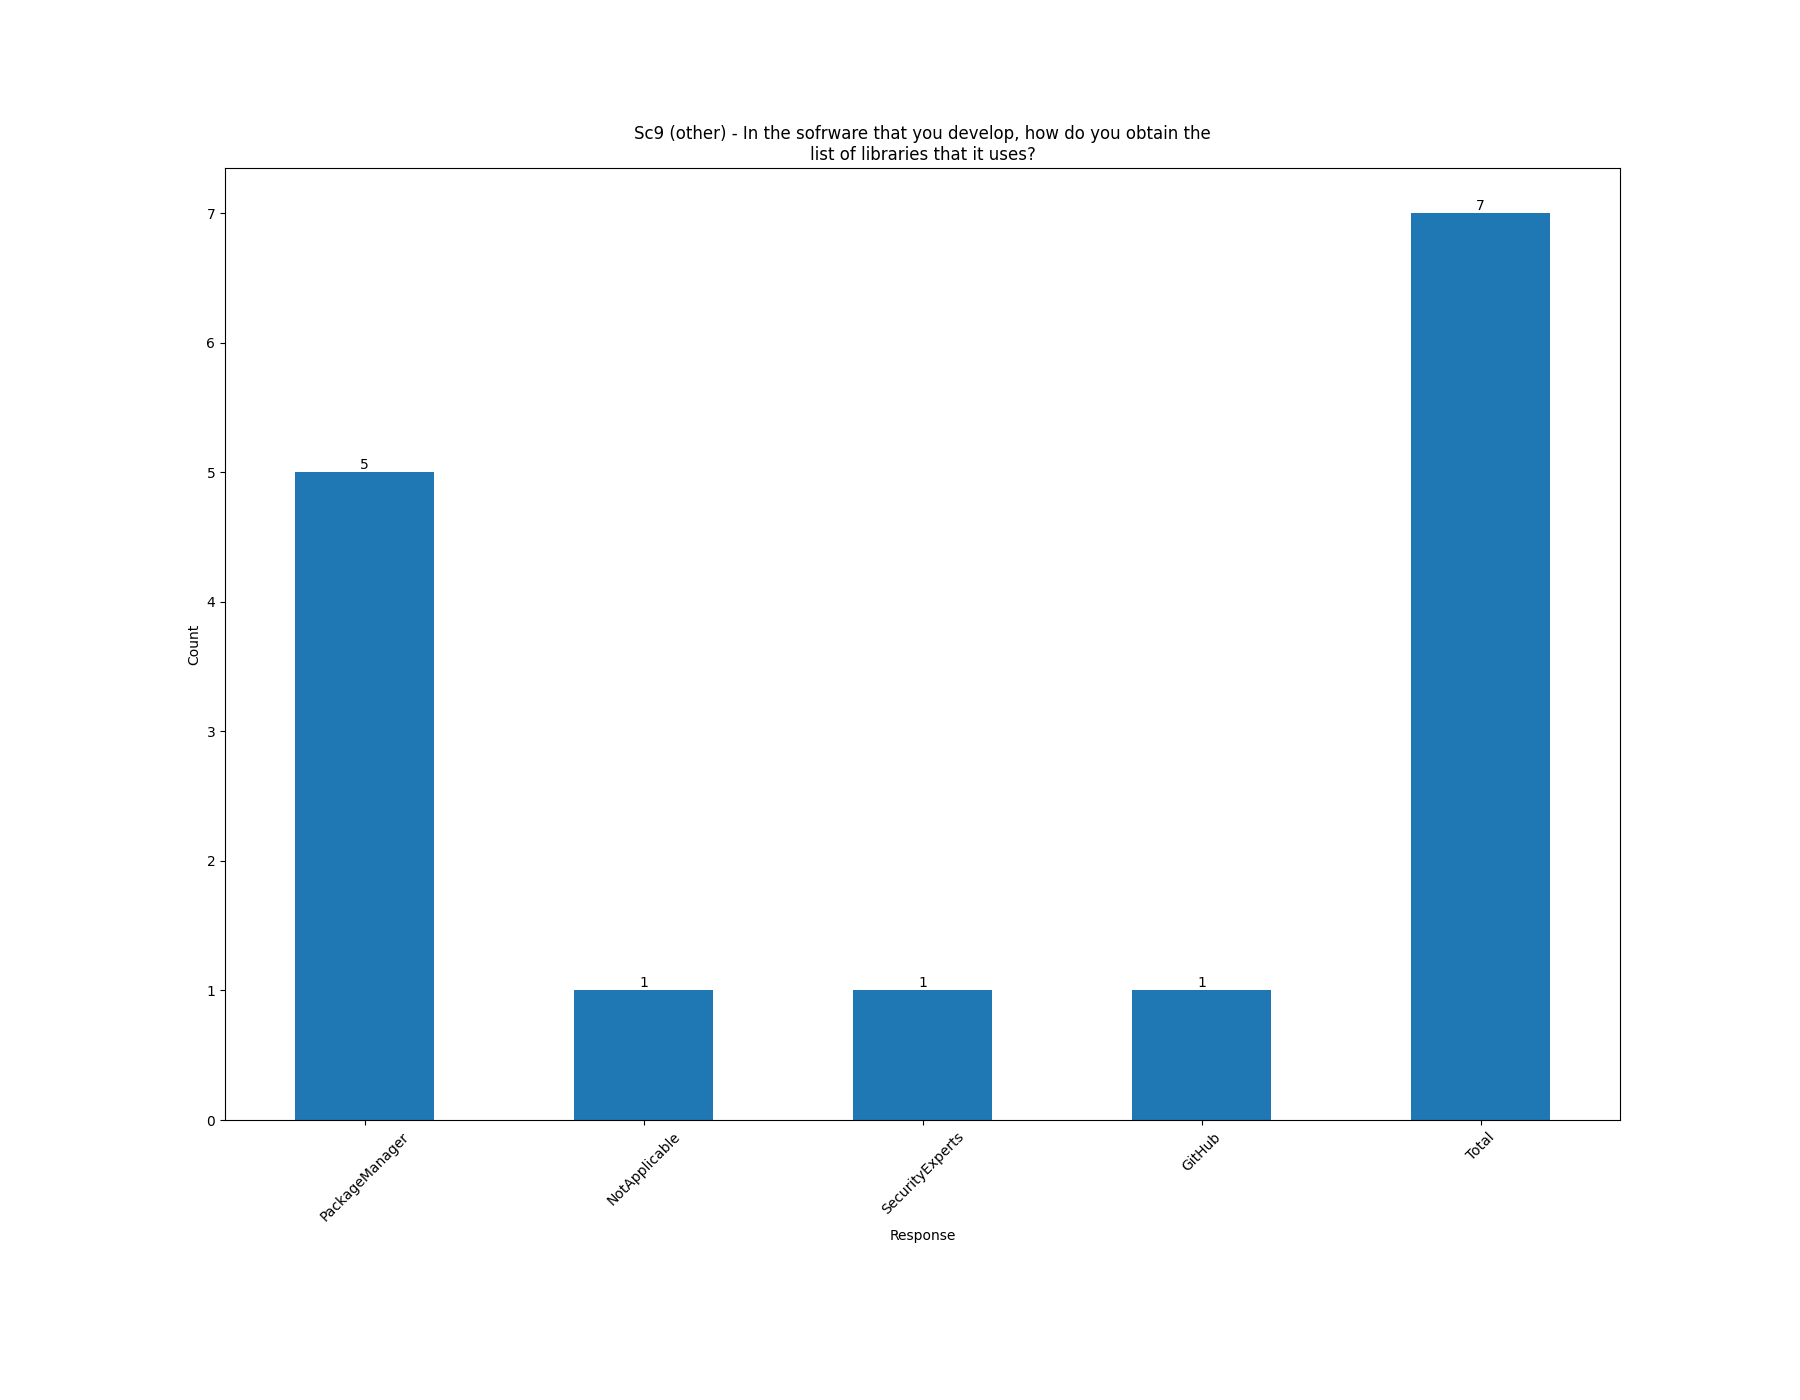 Sc9 (other) - In the sofrware that you develop, how do you obtain the
list of libraries that it uses?
Count
7
6
5
4
3
2
1
0
5
1
1
1
7
PackageManager
NotApplicable
SecurityExperts
GitHub
Total
Response